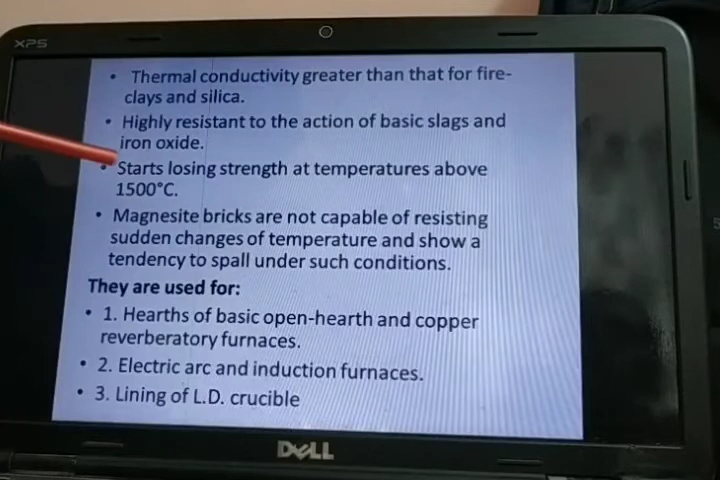 XPS
• Thermal conductivity greater than that for fire-
clays and silica.
• Highly resistant to the action of basic slags and
iron oxide.
• Starts losing strength at temperatures above
1500°C.
• Magnesite bricks are not capable of resisting
sudden changes of temperature and show a
tendency to spall under such conditions.
They are used for:
• 1. Hearths of basic open-hearth and copper
reverberatory furnaces.
• 2. Electric arc and induction furnaces.
• 3. Lining of L.D. crucible
DELL